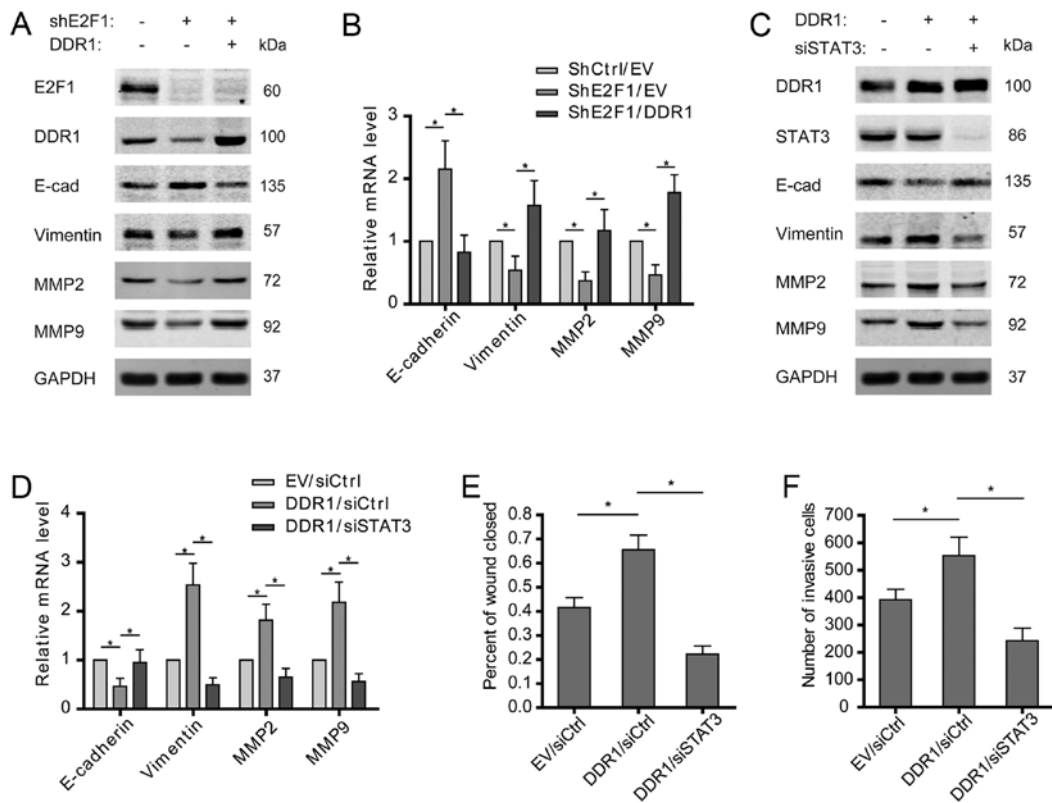 A
shE2F1: - + +
DDR1: - - + kDa
E2F1 60
DDR1 100
E-cad 135
Vimentin 57
MMP2 72
MMP9 92
GAPDH 37
B
ShCtrl/EV
ShE2F1/EV
ShE2F1/DDR1
Relative mRNA level
3
2
1
0
* * * * * * * *
E-cadherin
Vimentin
MMP2
MMP9
C
DDR1: - + +
siSTAT3: - - + kDa
DDR1 100
STAT3 86
E-cad 135
Vimentin 57
MMP2 72
MMP9 92
GAPDH 37
D
EV/siCtrl
DDR1/siCtrl
DDR1/siSTAT3
Relative mRNA level
4
3
2
1
0
* * * * * * * *
E-cadherin
Vimentin
MMP2
MMP9
E
Percent of wound closed
0.8
0.7
0.6
0.5
0.4
0.3
0.2
0.1
0.0
* *
EV/siCtrl
DDR1/siCtrl
DDR1/siSTAT3
F
Number of invasive cells
700
600
500
400
300
200
100
0
* *
EV/siCtrl
DDR1/siCtrl
DDR1/siSTAT3